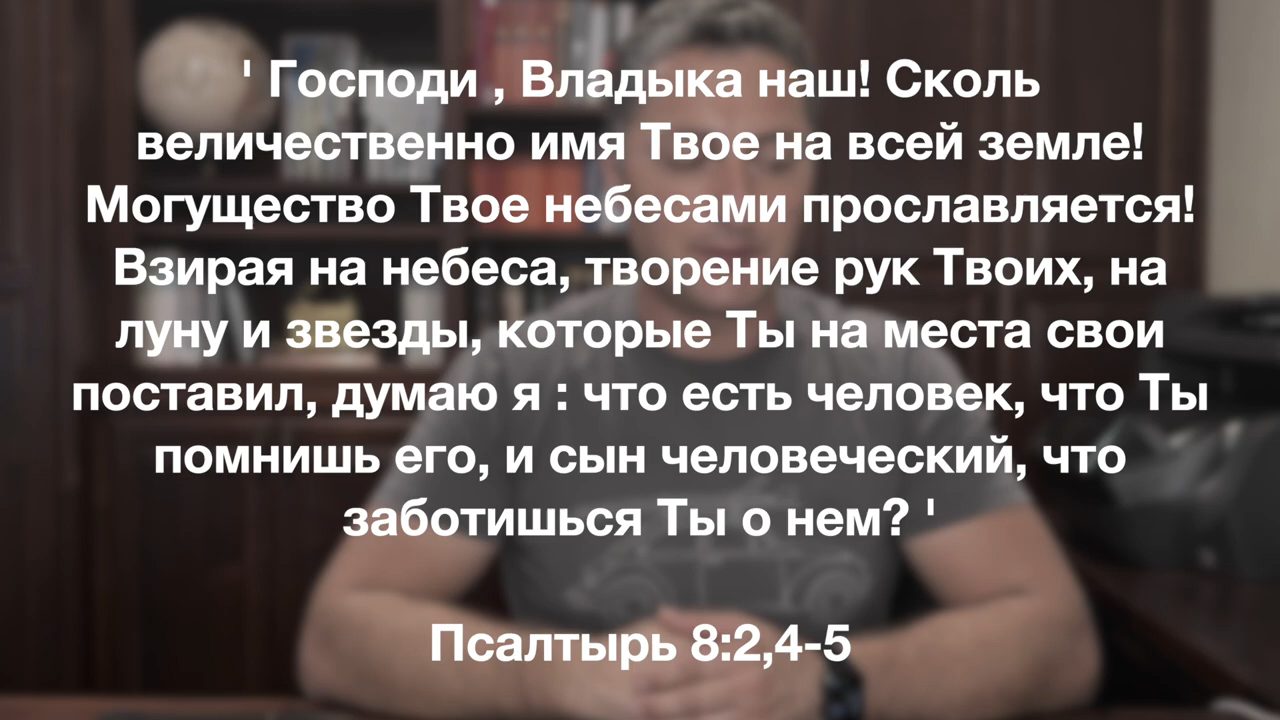 ' Господи , Владыка наш! Сколь
величественно имя Твое на всей земле!
Могущество Твое небесами прославляется!
Взирая на небеса, творение рук Твоих, на
луну и звезды, которые Ты на места свои
поставил, думаю я : что есть человек, что Ты
помнишь его, и сын человеческий, что
заботишься Ты о нем? '
Псалтырь 8:2,4-5